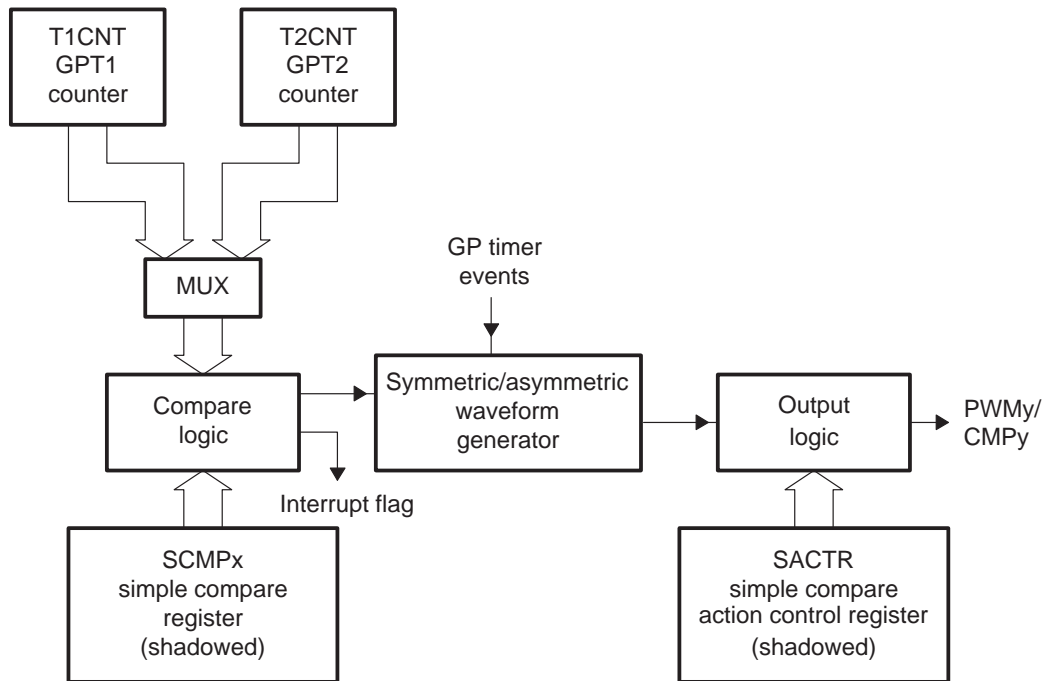 T1CNT
GPT1
counter
T2CNT
GPT2
counter
MUX
GP timer
events
Compare
logic
Symmetric/asymmetric
waveform
generator
Output
logic
PWMy/
CMPy
Interrupt flag
SCMPx
simple compare
register
(shadowed)
SACTR
simple compare
action control register
(shadowed)